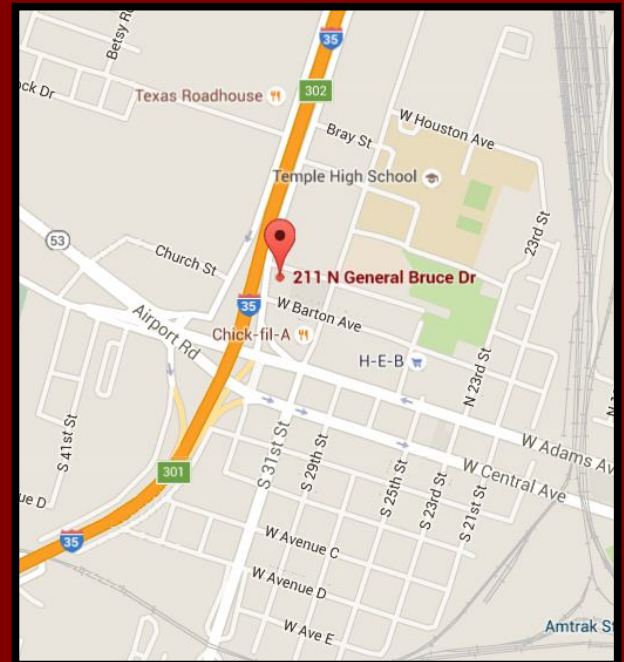 Betsy Ro
ock Dr
35
Texas Roadhouse
302
Bray St
W Houston Ave
Temple High School
23rd St
53
Church St
211 N General Bruce Dr
35
W Barton Ave
Airport Rd
Chick-fil-A
H-E-B
N 23rd St
W Adams Av
W Central Ave
S 41st St
S 31st St
S 29th St
S 25th St
S 23rd St
S 21st St
301
ue D
35
W Avenue C
W Avenue D
W Ave E
Amtrak St